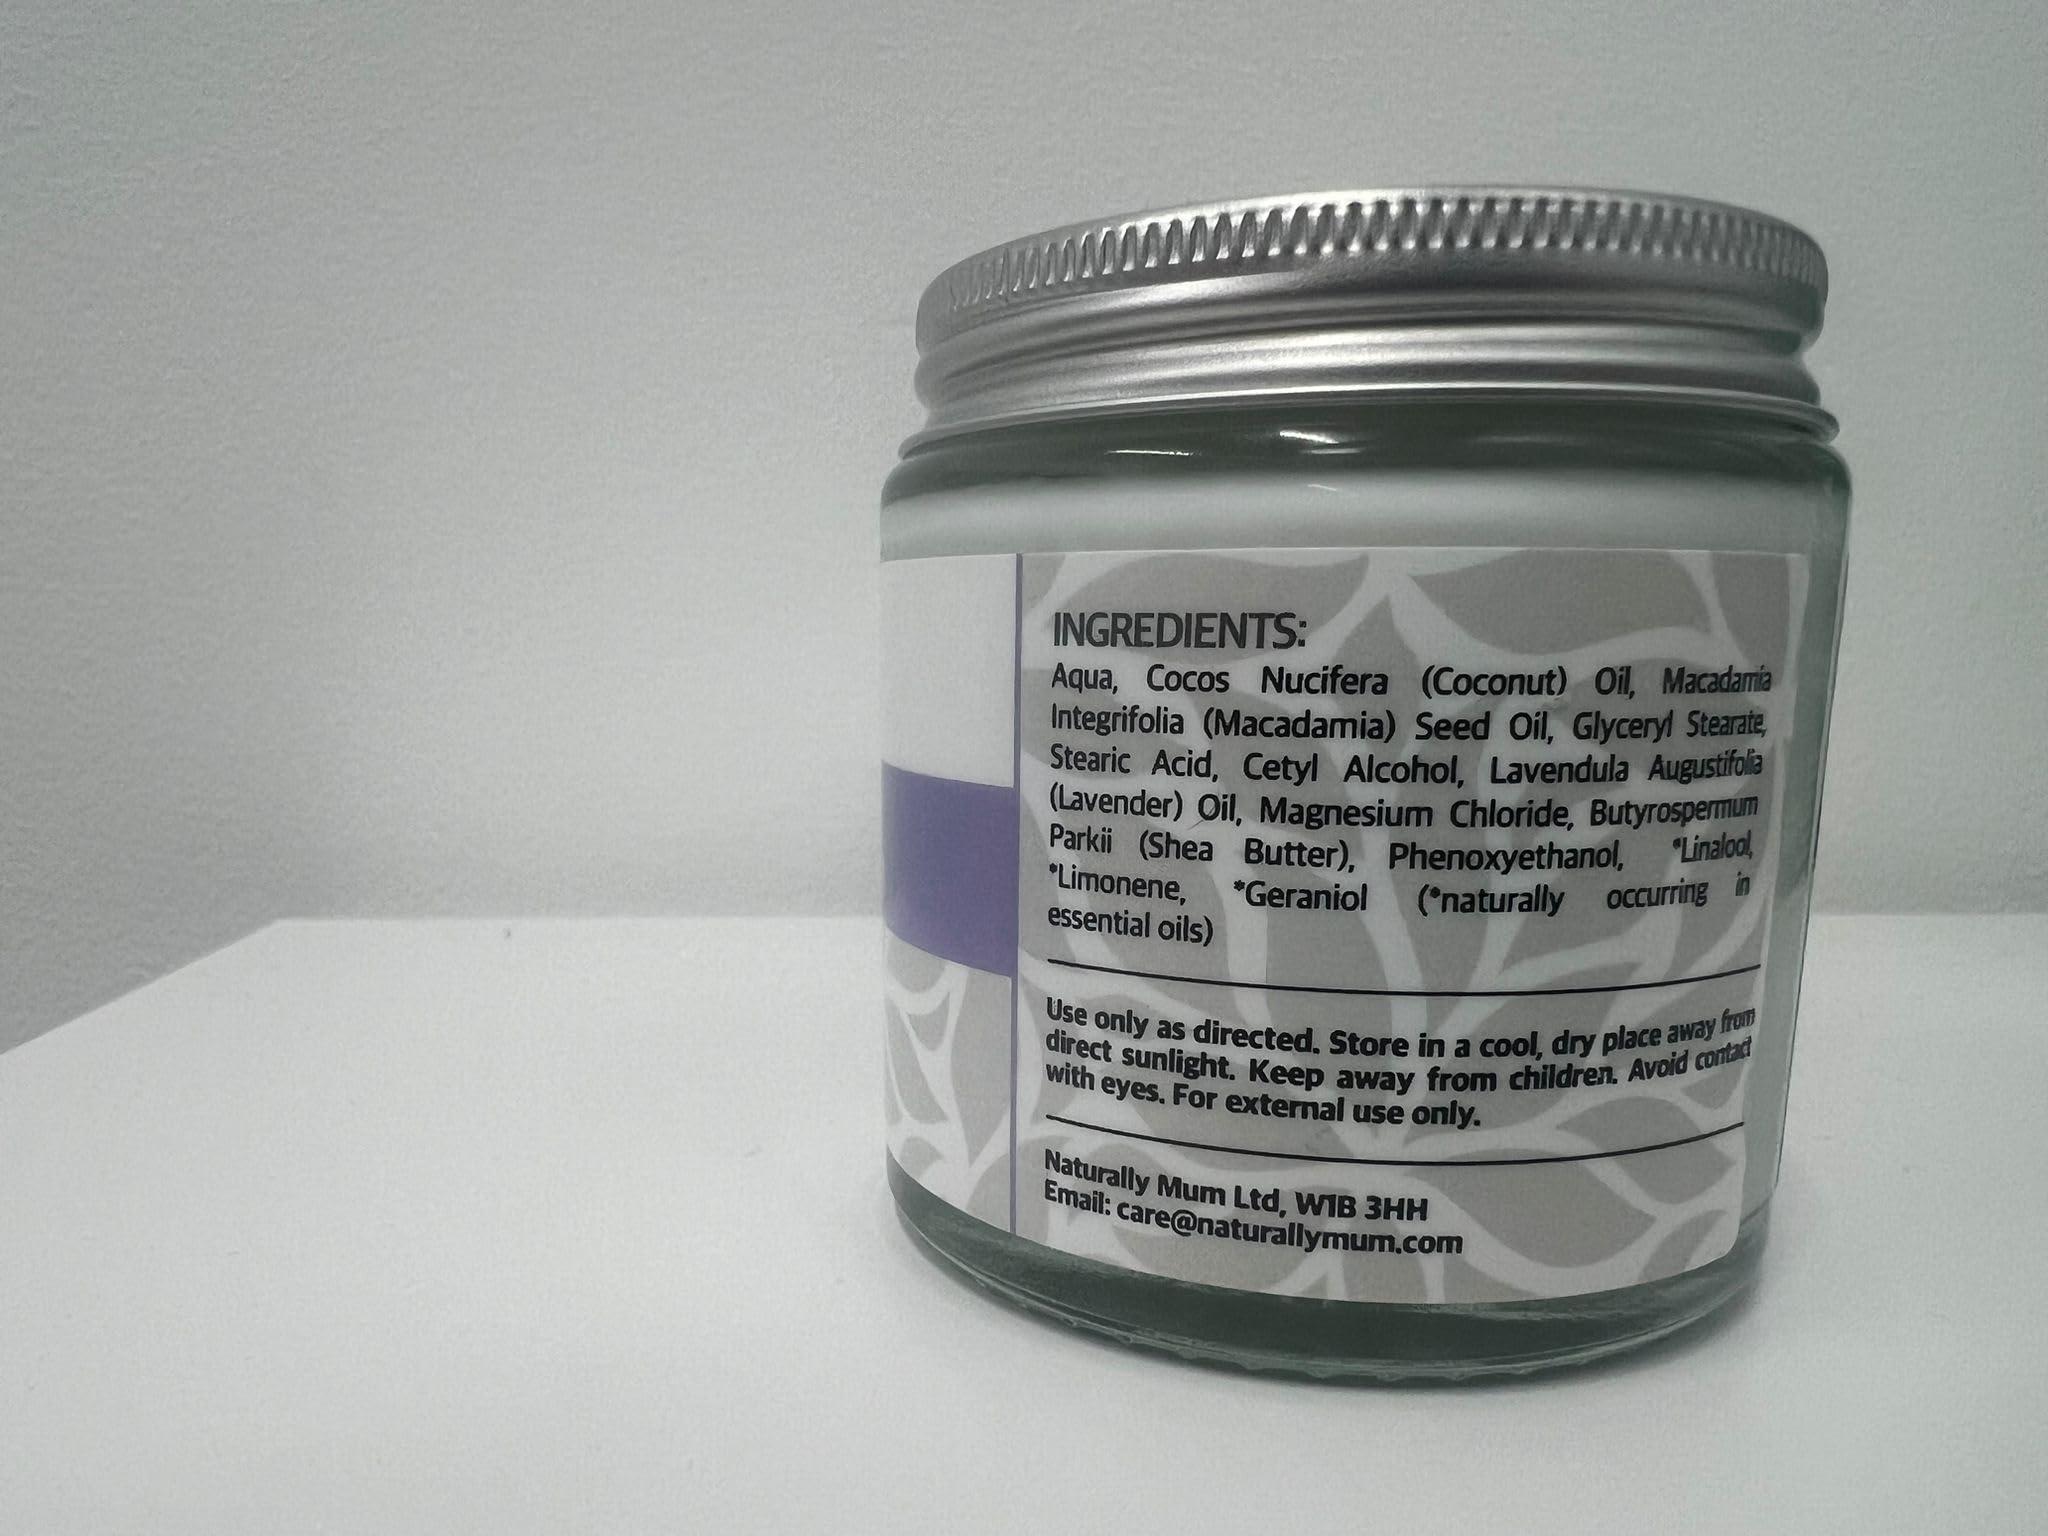 INGREDIENTS:
Aqua, Cocos Nucifera (Coconut) Oil, Macadamia
Integrifolia (Macadamia) Seed Oil, Glyceryl Stearate,
Stearic Acid, Cetyl Alcohol, Lavendula Augustifolia
(Lavender) Oil, Magnesium Chloride, Butyrospermum
Parkii (Shea Butter), Phenoxyethanol, *Linalool,
*Limonene, *Geraniol (*naturally occurring in
essential oils)
Use only as directed. Store in a cool, dry place away from
direct sunlight. Keep away from children. Avoid contact
with eyes. For external use only.
Naturally Mum Ltd, W1B 3HH
Email: care@naturallymum.com